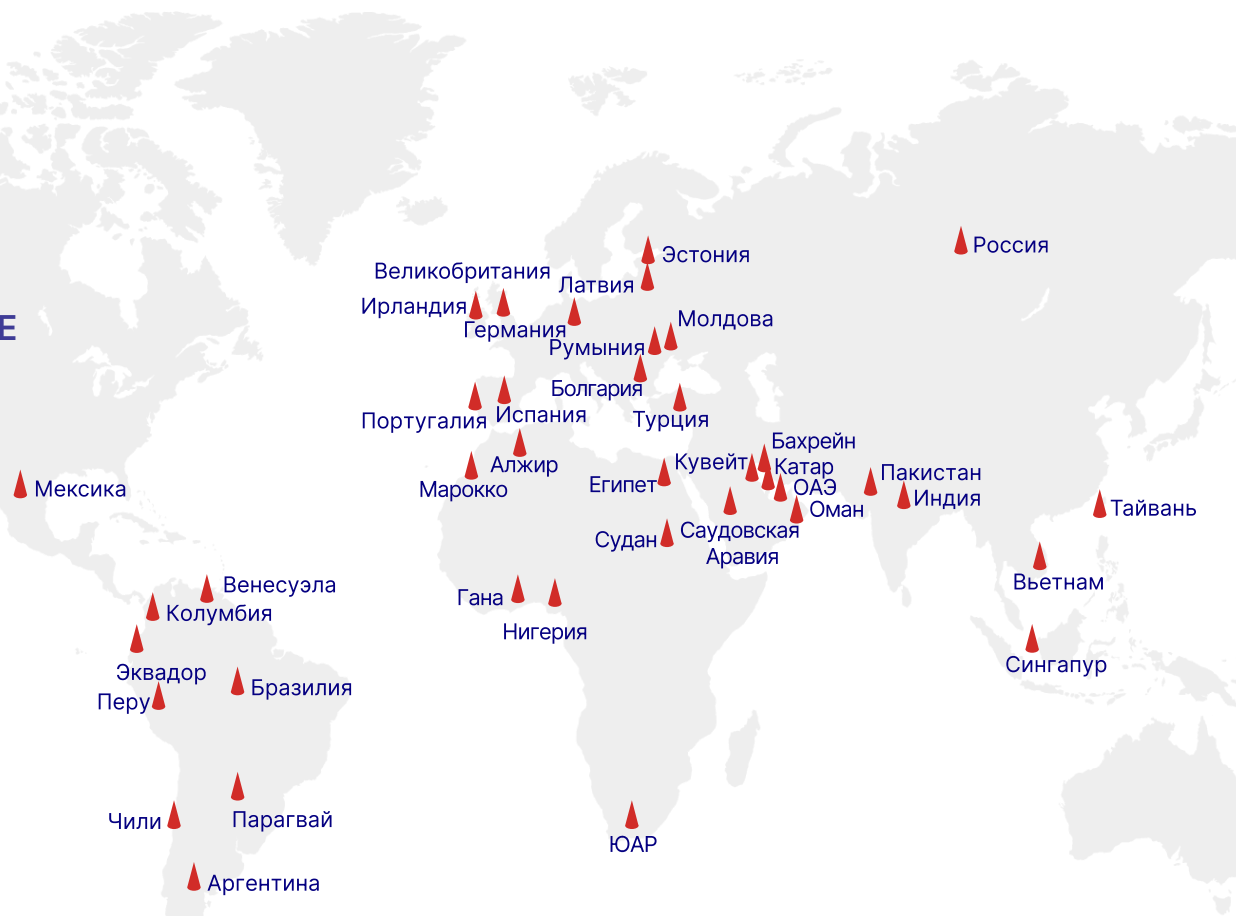 Россия
Эстония
Великобритания
Латвия
Ирландия
Молдова
Е
Германия
Румыния
Болгария
Испания
Португалия
Турция
Бахрейн
Кувейт
Алжир
Катар
Пакистан
Египет
ОАЭ
Мексика
Марокко
Индия
Оман
Тайвань
Саудовская
Аравия
Судан
Вьетнам
Венесуэла
Гана
Колумбия
Нигерия
Сингапур
Эквадор
Бразилия
Перу
Парагвай
Чили
ЮАР
Аргентина